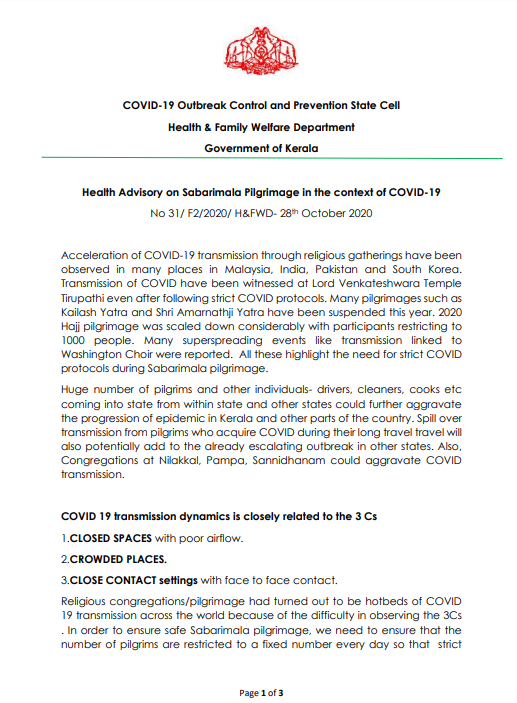 COVID-19 Outbreak Control and Prevention State Cell
Health & Family Welfare Department
Government of Kerala
Health Advisory on Sabarimala Pilgrimage in the context of COVID-19
No 31/ F2/2020/ H&FWD- 28th October 2020
Acceleration of COVID-19 transmission through religious gatherings have been
observed in many places in Malaysia, India, Pakistan and South Korea.
Transmission of COVID have been witnessed at Lord Venkateshwara Temple
Tirupathi even after following strict COVID protocols. Many pilgrimages such as
Kailash Yatra and Shri Amarnathji Yatra have been suspended this year. 2020
Hajj pilgrimage was scaled down considerably with participants restricting to
1000 people. Many superspreading events like transmission linked to
Washington Choir were reported. All these highlight the need for strict COVID
protocols during Sabarimala pilgrimage.
Huge number of pilgrims and other individuals- drivers, cleaners, cooks etc
coming into state from within state and other states could further aggravate
the progression of epidemic in Kerala and other parts of the country. Spill over
transmission from pilgrims who acquire COVID during their long travel travel will
also potentially add to the already escalating outbreak in other states. Also,
Congregations at Nilakkal, Pampa, Sannidhanam could aggravate COVID
transmission.
COVID 19 transmission dynamics is closely related to the 3 Cs
1.CLOSED SPACES with poor airflow.
2.CROWDED PLACES.
3.CLOSE CONTACT settings with face to face contact.
Religious congregations/pilgrimage had turned out to be hotbeds of COVID
19 transmission across the world because of the difficulty in observing the 3Cs
. In order to ensure safe Sabarimala pilgrimage, we need to ensure that the
number of pilgrims are restricted to a fixed number every day so that strict
Page 1 of 3